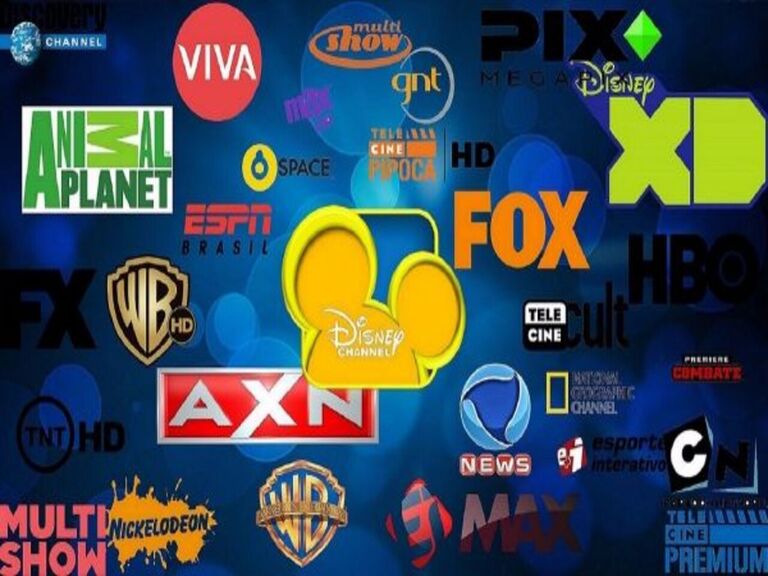 Discovery
CHANNEL
VIVA
multi
show
gnt
PIX
MEGAPIX
Disney
XD
ANIMAL
PLANET
SPACE
TELE
CINE
PIPOCA
HD
ESPN
BRASIL
FOX
HBO
FX
WB
HD
Disney
CHANNEL
TELE
CINE
cult
PREMIERE
COMBATE
TNT HD
AXN
NEWS
NATIONAL
GEOGRAPHIC
CHANNEL
ei
esporte
interativo
CN
MULTI
SHOW
NICKELODEON
WB
MAX
TELE
CINE
PREMIUM